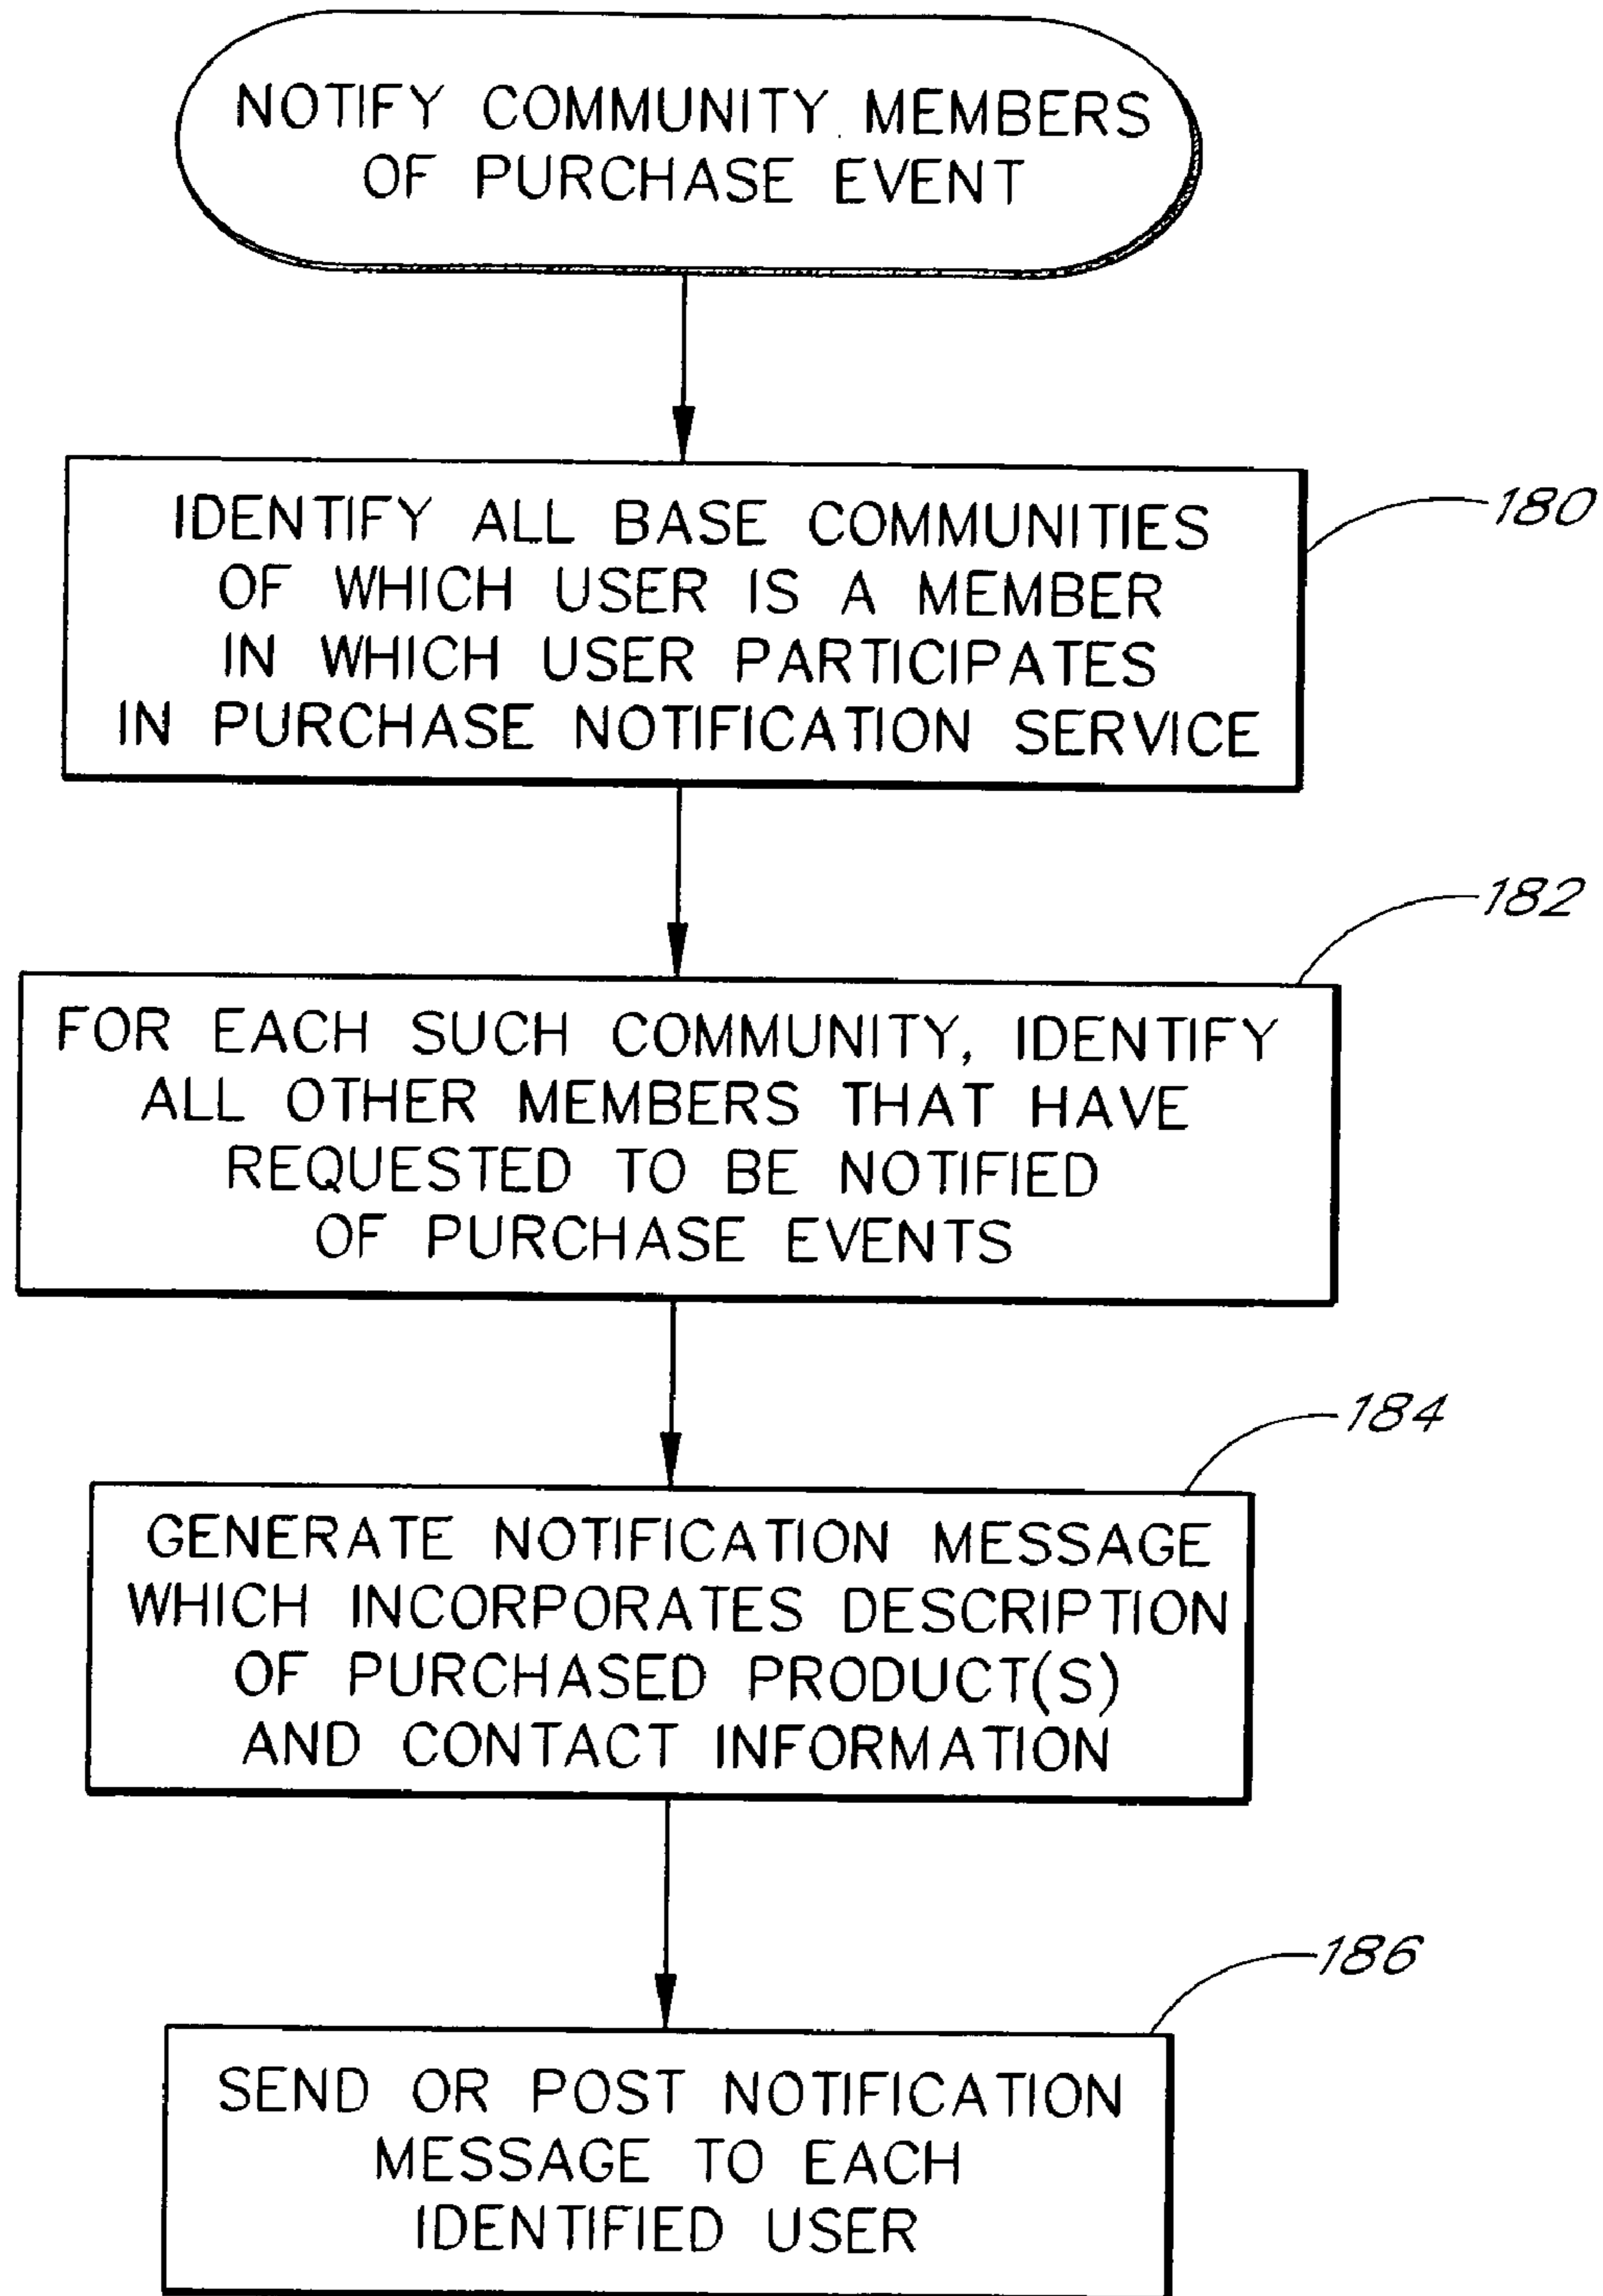 NOTIFY COMMUNITY MEMBERS
OF PURCHASE EVENT
180
IDENTIFY ALL BASE COMMUNITIES
OF WHICH USER IS A MEMBER
IN WHICH USER PARTICIPATES
IN PURCHASE NOTIFICATION SERVICE
182
FOR EACH SUCH COMMUNITY, IDENTIFY
ALL OTHER MEMBERS THAT HAVE
REQUESTED TO BE NOTIFIED
OF PURCHASE EVENTS
184
GENERATE NOTIFICATION MESSAGE
WHICH INCORPORATES DESCRIPTION
OF PURCHASED PRODUCT(S)
AND CONTACT INFORMATION
186
SEND OR POST NOTIFICATION
MESSAGE TO EACH
IDENTIFIED USER